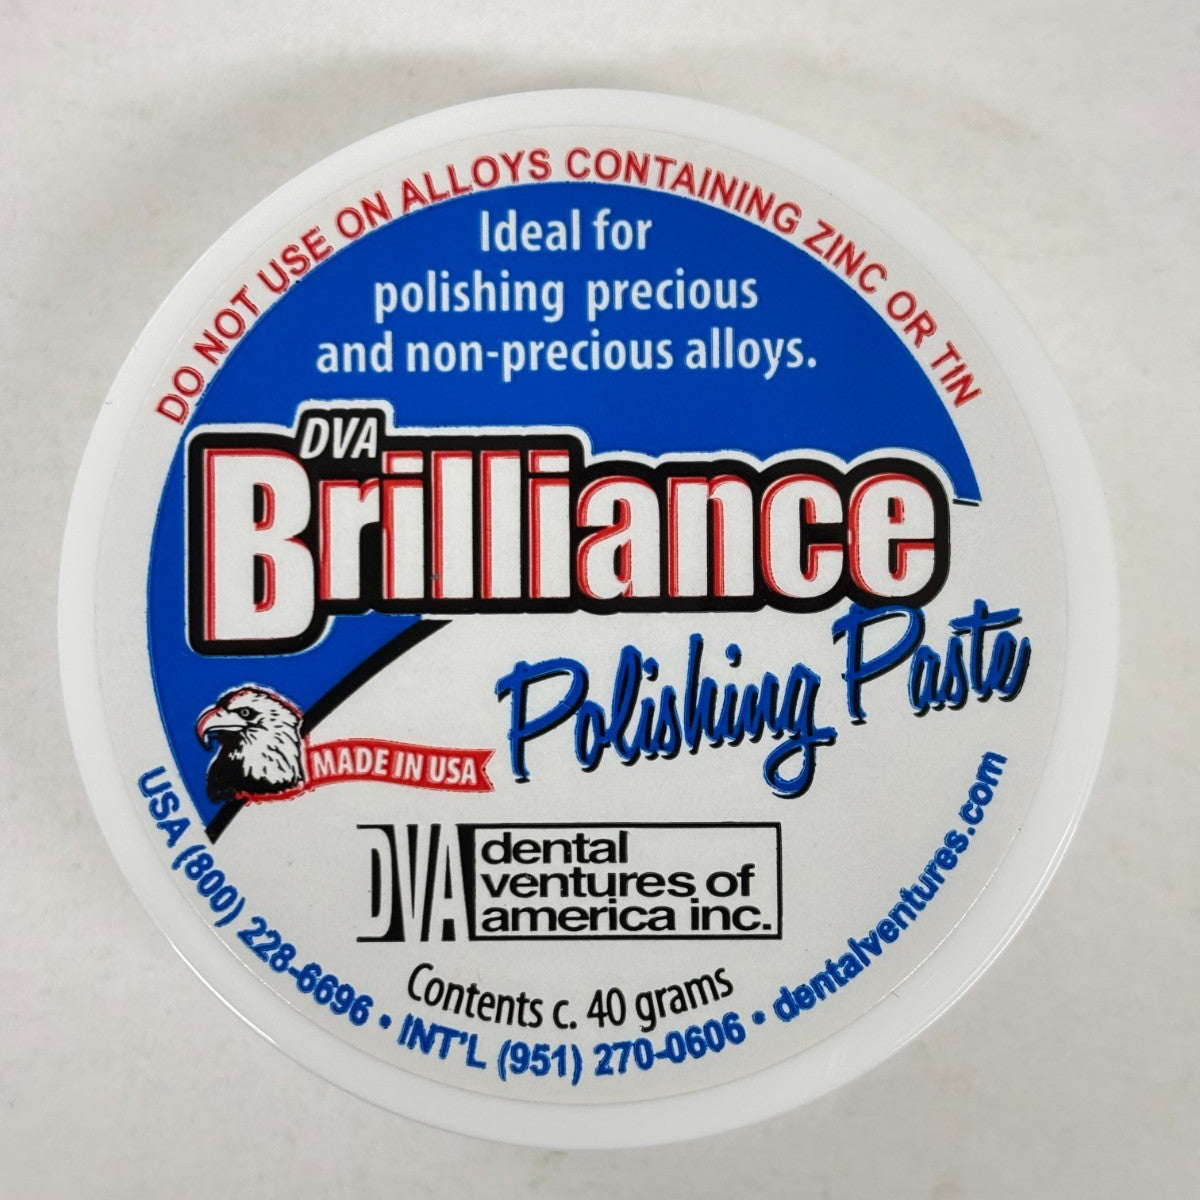 DO NOT USE ON ALLOYS CONTAINING ZINC OR TIN
Ideal for
polishing precious
and non-precious alloys.
DVA
Brilliance
Polishing Paste
MADE IN USA
DVA
dental
ventures of
america inc.
Contents c. 40 grams
USA (800) 228-6696 • INT'L (951) 270-0606 • dentalventures.com